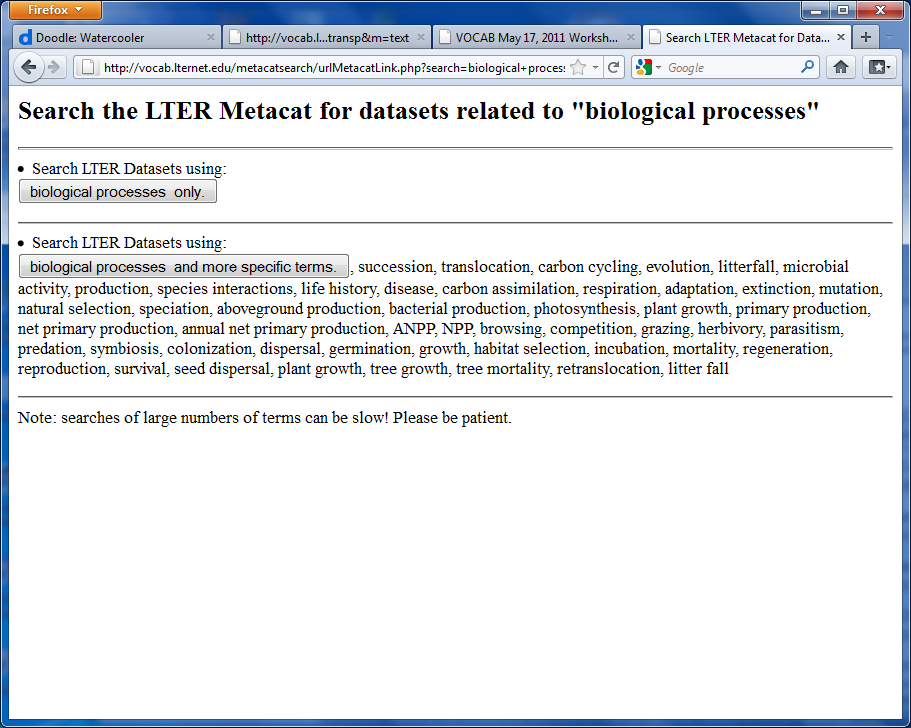 Firefox
Doodle: Watercooler
http://vocab.l...transp&m=text
VOCAB May 17, 2011 Worksh...
Search LTER Metacat for Data...
http://vocab.lternet.edu/metacatsearch/urlMetacatLink.php?search=biological+proces
Google
Search the LTER Metacat for datasets related to "biological processes"
• Search LTER Datasets using:
biological processes only.
• Search LTER Datasets using:
biological processes and more specific terms. , succession, translocation, carbon cycling, evolution, litterfall, microbial
activity, production, species interactions, life history, disease, carbon assimilation, respiration, adaptation, extinction, mutation,
natural selection, speciation, aboveground production, bacterial production, photosynthesis, plant growth, primary production,
net primary production, annual net primary production, ANPP, NPP, browsing, competition, grazing, herbivory, parasitism,
predation, symbiosis, colonization, dispersal, germination, growth, habitat selection, incubation, mortality, regeneration,
reproduction, survival, seed dispersal, plant growth, tree growth, tree mortality, retranslocation, litter fall
Note: searches of large numbers of terms can be slow! Please be patient.